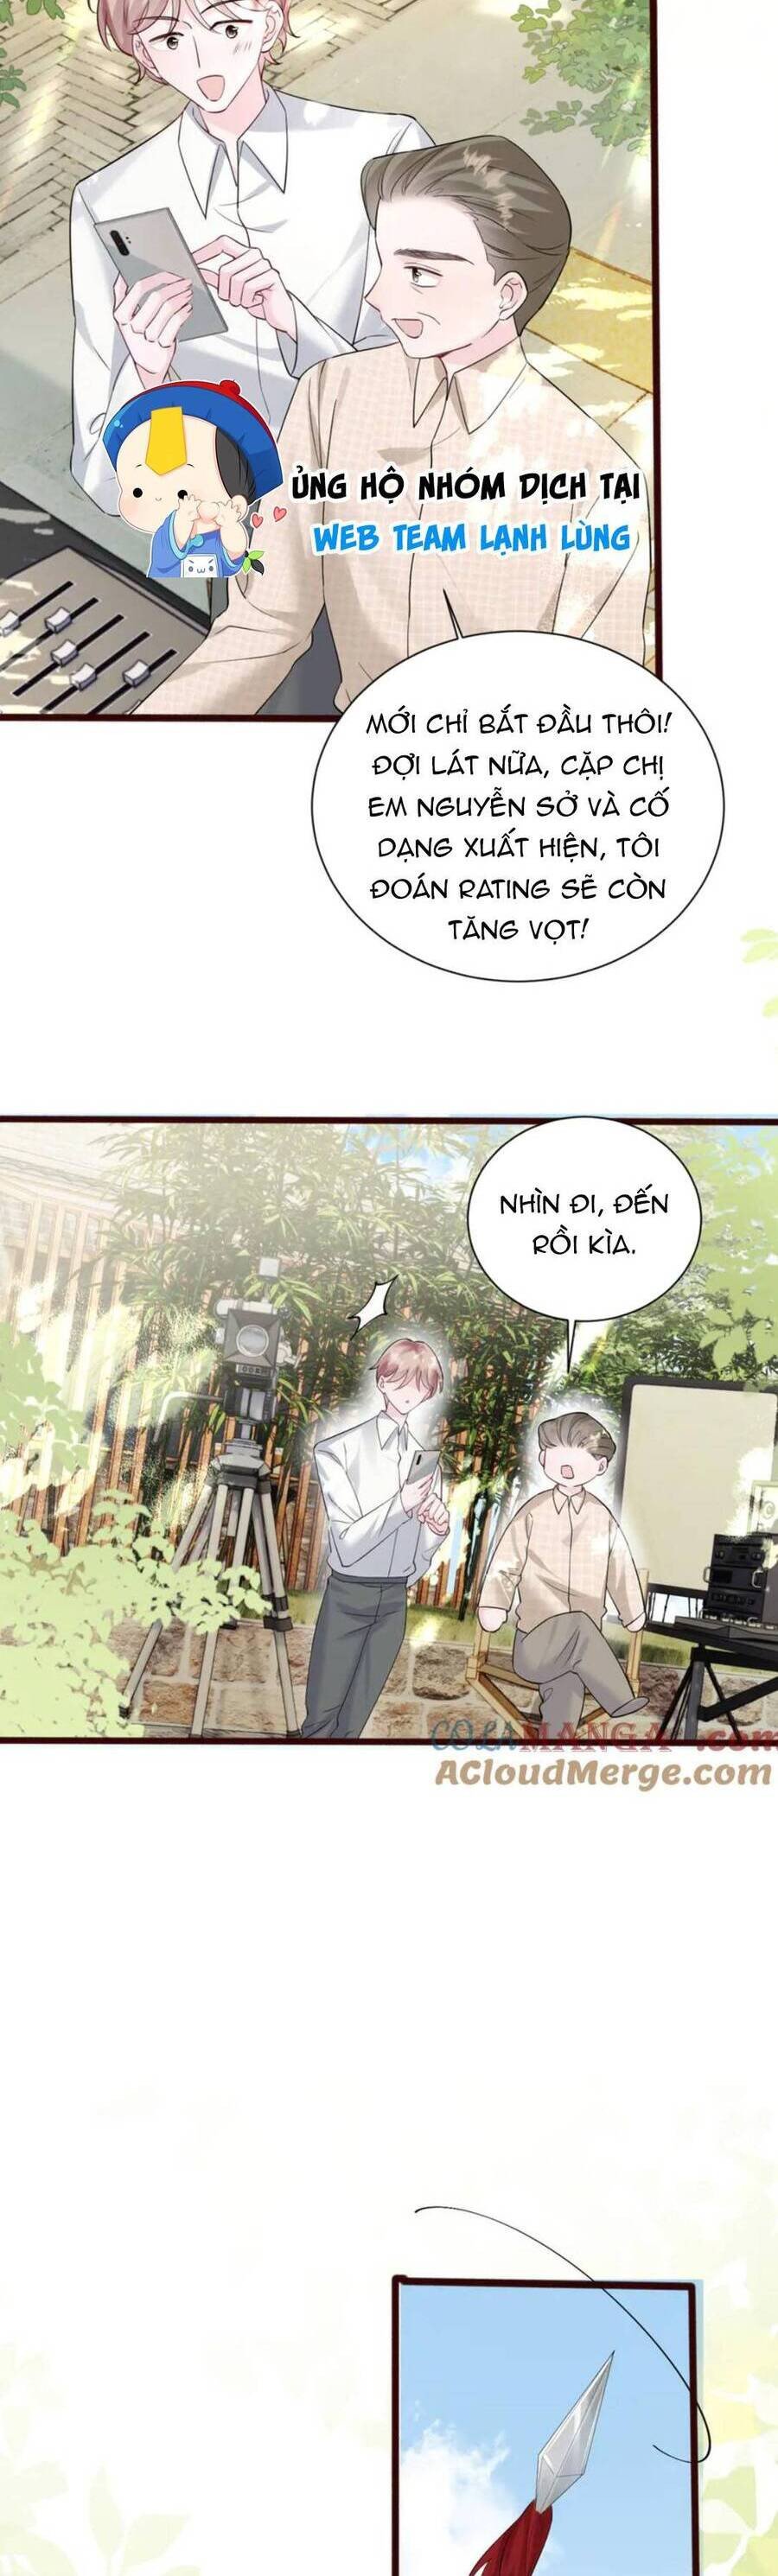 ỦNG HỘ NHÓM DỊCH TẠI
WEB TEAM LẠNH LÙNG
MỚI CHỈ BẮT ĐẦU THÔI!
ĐỢI LÁT NỮA, CẶP CHỊ
EM NGUYỄN SỞ VÀ CỐ
DẠNG XUẤT HIỆN, TÔI
ĐOÁN RATING SẼ CÒN
TĂNG VỌT!
NHÌN ĐI, ĐẾN
RỒI KÌA.
COLAMANGA.com
ACloudMerge.com